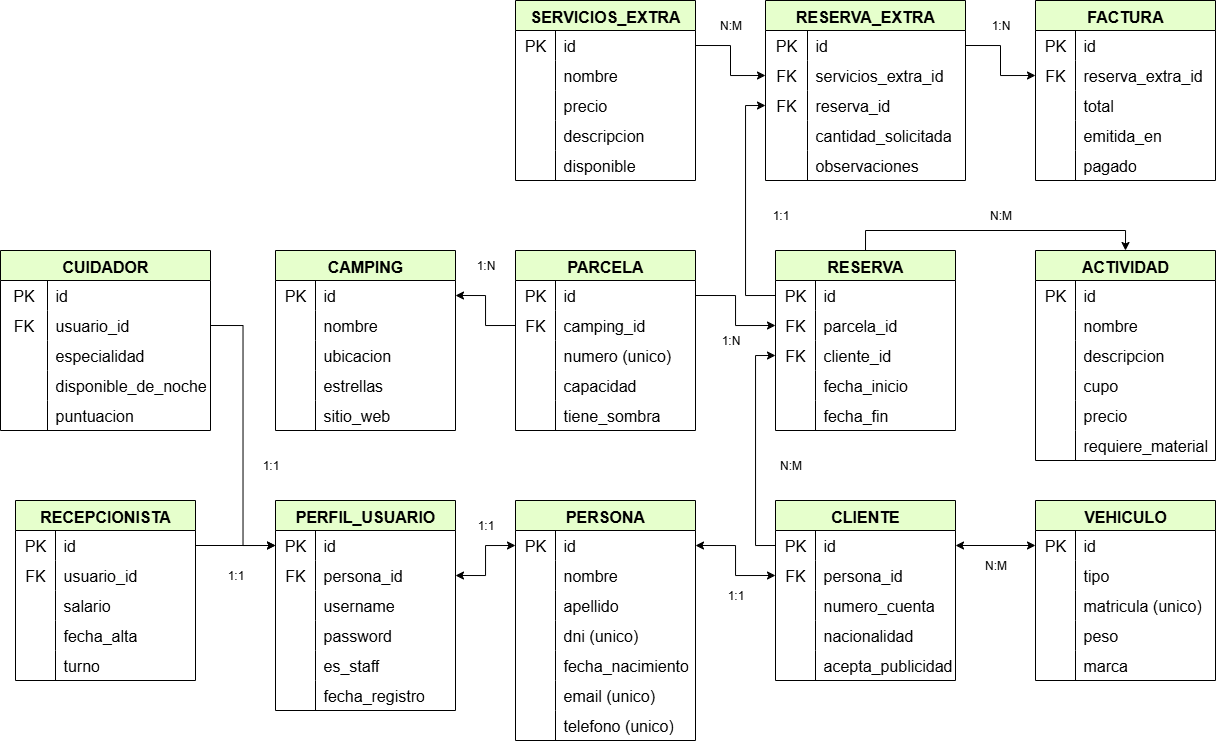 SERVICIOS_EXTRA
PK id
nombre
precio
descripcion
disponible
N:M
RESERVA_EXTRA
PK id
FK servicios_extra_id
FK reserva_id
cantidad_solicitada
observaciones
1:N
FACTURA
PK id
FK reserva_extra_id
total
emitida_en
pagado
1:1
N:M
CUIDADOR
PK id
FK usuario_id
especialidad
disponible_de_noche
puntuacion
CAMPING
PK id
nombre
ubicacion
estrellas
sitio_web
1:N
PARCELA
PK id
FK camping_id
numero (unico)
capacidad
tiene_sombra
1:N
RESERVA
PK id
FK parcela_id
FK cliente_id
fecha_inicio
fecha_fin
ACTIVIDAD
PK id
nombre
descripcion
cupo
precio
requiere_material
1:1
N:M
RECEPCIONISTA
PK id
FK usuario_id
salario
fecha_alta
turno
1:1
PERFIL_USUARIO
PK id
FK persona_id
username
password
es_staff
fecha_registro
1:1
PERSONA
PK id
nombre
apellido
dni (unico)
fecha_nacimiento
email (unico)
telefono (unico)
1:1
CLIENTE
PK id
FK persona_id
numero_cuenta
nacionalidad
acepta_publicidad
N:M
VEHICULO
PK id
tipo
matricula (unico)
peso
marca